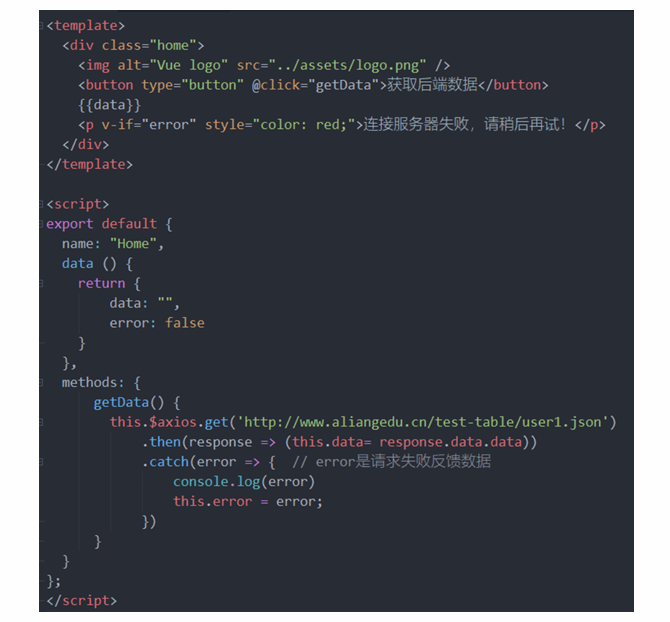 <template>
<div class="home">
<img alt="Vue logo" src="../assets/logo.png" />
<button type="button" @click="getData">获取后端数据</button>
{{data}}
<p v-if="error" style="color: red;">连接服务器失败，请稍后再试！</p>
</div>
</template>
<script>
export default {
name: "Home",
data () {
return {
data: "",
error: false
}
},
methods: {
getData() {
this.$axios.get('http://www.aliangedu.cn/test-table/user1.json')
.then(response => (this.data= response.data.data))
.catch(error => {  // error是请求失败反馈数据
console.log(error)
this.error = error;
})
}
}
};
</script>